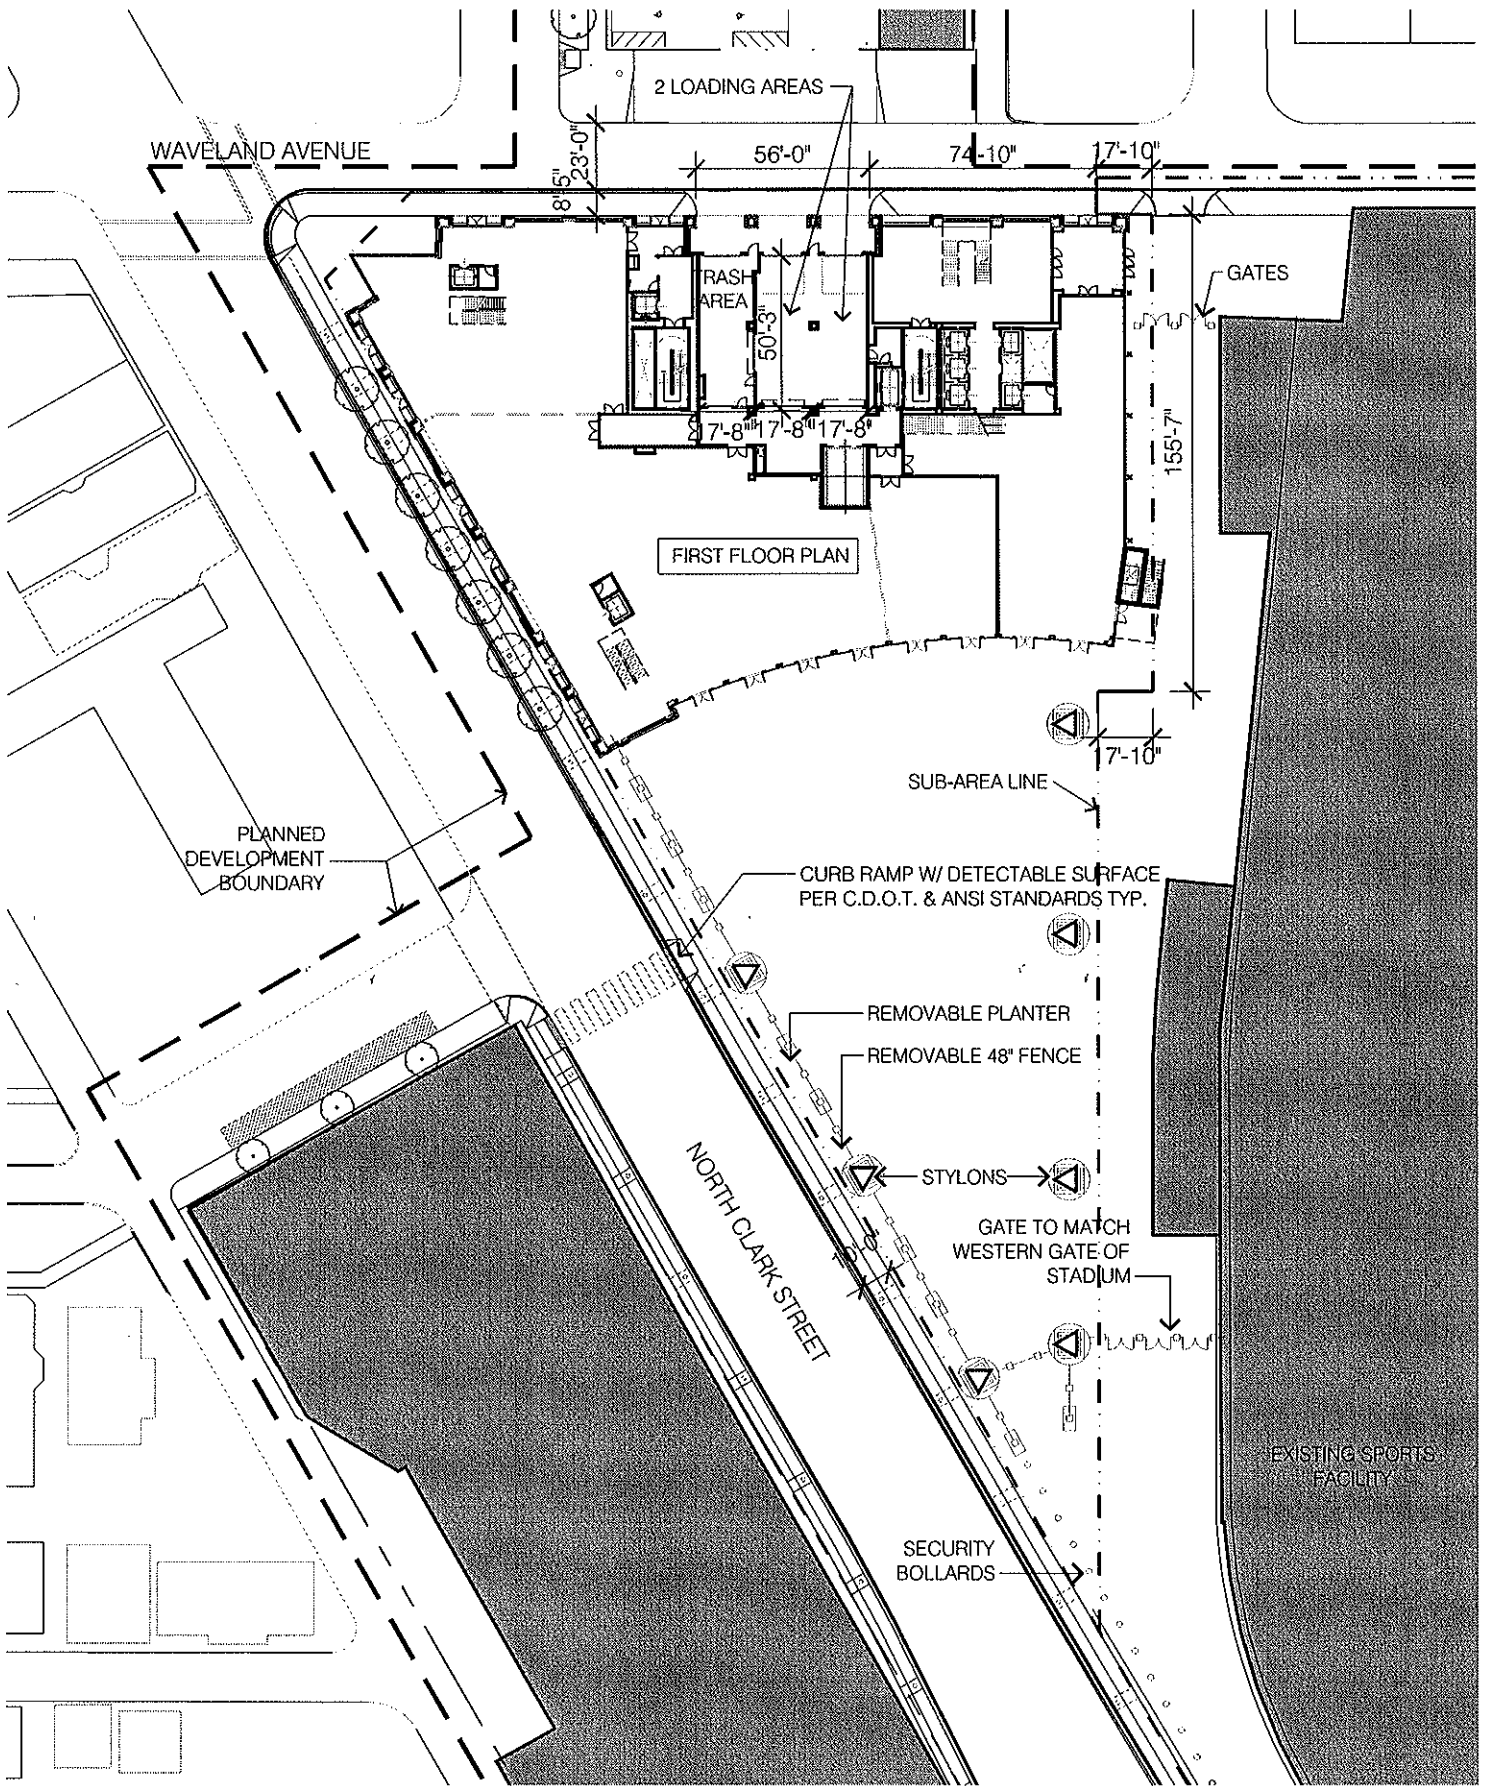 2 LOADING AREAS
WAVELAND AVENUE
23'-0"
8'-5"
56'-0"
74'-10"
17'-10"
TRASH
AREA
50'-3"
GATES
17'-8" 17'-8" 17'-8"
155'-7"
FIRST FLOOR PLAN
17'-10"
SUB-AREA LINE
PLANNED
DEVELOPMENT
BOUNDARY
CURB RAMP W/ DETECTABLE SURFACE
PER C.D.O.T. & ANSI STANDARDS TYP.
REMOVABLE PLANTER
REMOVABLE 48" FENCE
STYLONS
NORTH CLARK STREET
GATE TO MATCH
WESTERN GATE OF
STADIUM
10'-0"
EXISTING SPORTS
FACILITY
SECURITY
BOLLARDS